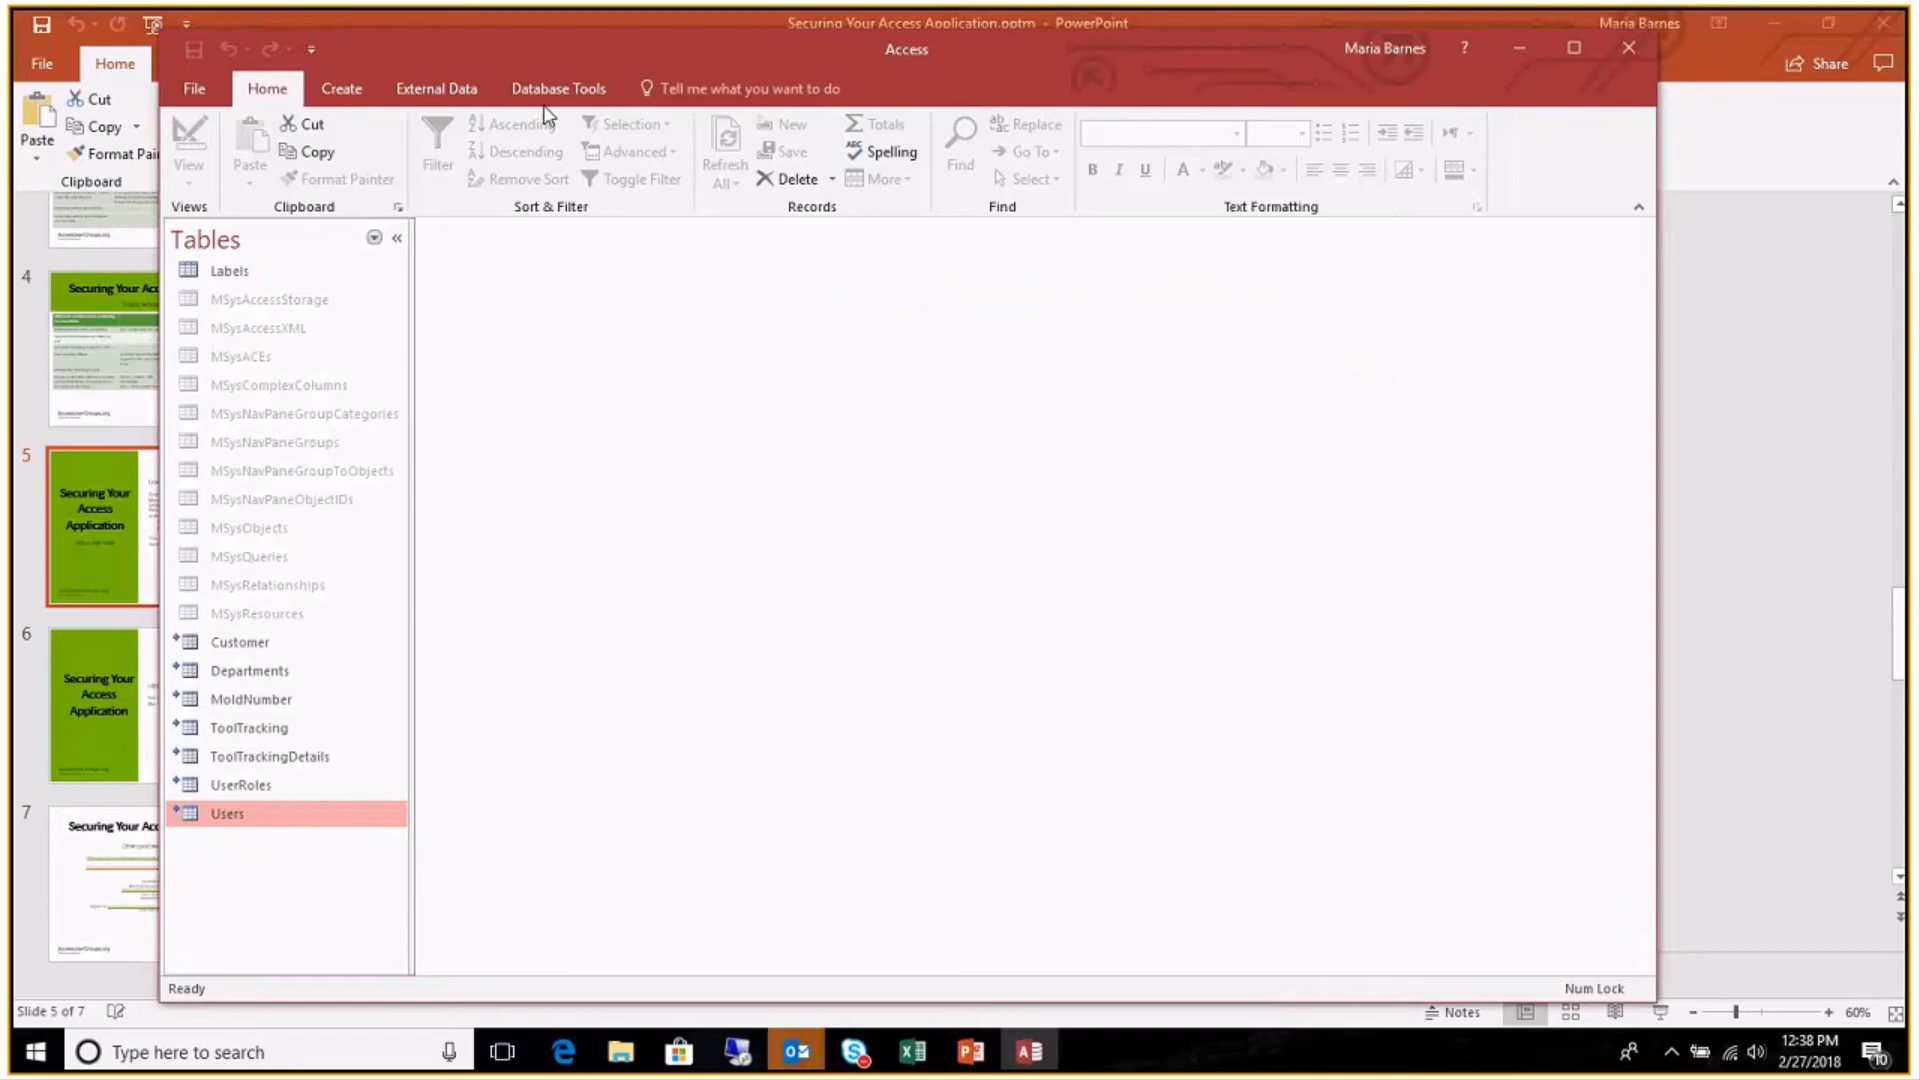 Securing Your Access Application.pptm - PowerPoint
Maria Barnes
File
Home
Share
Paste
Cut
Copy
Format Pai
Clipboard
Access
Maria Barnes
?
File
Home
Create
External Data
Database Tools
Tell me what you want to do
View
Views
Paste
Cut
Copy
Format Painter
Clipboard
Filter
Ascending
Descending
Remove Sort
Selection
Advanced
Toggle Filter
Sort & Filter
Refresh
All
New
Save
Delete
Totals
Spelling
More
Records
Find
Replace
Go To
Select
Find
B I U A
Text Formatting
Tables
Labels
MSysAccessStorage
MSysAccessXML
MSysACEs
MSysComplexColumns
MSysNavPaneGroupCategories
MSysNavPaneGroups
MSysNavPaneGroupToObjects
MSysNavPaneObjectIDs
MSysObjects
MSysQueries
MSysRelationships
MSysResources
Customer
Departments
MoldNumber
ToolTracking
ToolTrackingDetails
UserRoles
Users
Ready
Num Lock
4
Securing Your Acc
5
Securing Your
Access
Application
6
Securing Your
Access
Application
7
Securing Your Acc
Slide 5 of 7
Notes
60%
Type here to search
12:38 PM
2/27/2018
10